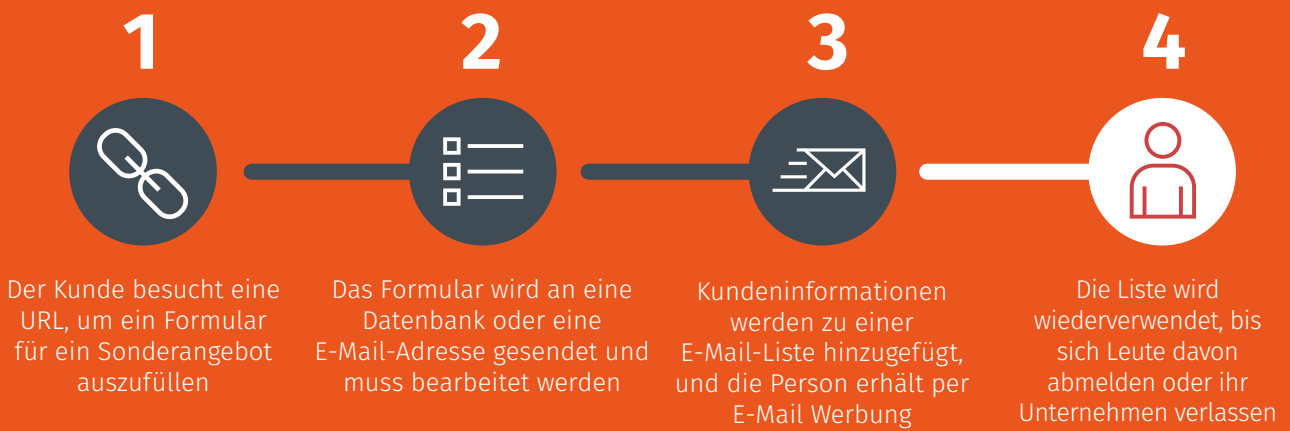 1
Der Kunde besucht eine
URL, um ein Formular
für ein Sonderangebot
auszufüllen
2
Das Formular wird an eine
Datenbank oder eine
E-Mail-Adresse gesendet und
muss bearbeitet werden
3
Kundeninformationen
werden zu einer
E-Mail-Liste hinzugefügt,
und die Person erhält per
E-Mail Werbung
4
Die Liste wird
wiederverwendet, bis
sich Leute davon
abmelden oder ihr
Unternehmen verlassen